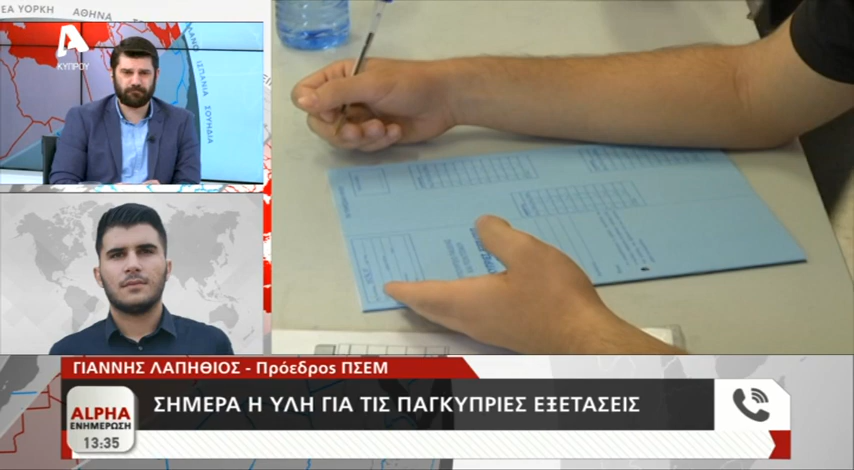 ΕΑ ΥΟΡΚΗ ΑΘΗΝΑ
ΚΥΠΡΟΥ
ΙΣΠΑΝΙΑ ΣΟΥΗΔΙΑ
ΓΙΑΝΝΗΣ ΛΑΠΗΘΙΟΣ - Πρόεδρος ΠΣΕΜ
ΣΗΜΕΡΑ Η ΥΛΗ ΓΙΑ ΤΙΣ ΠΑΓΚΥΠΡΙΕΣ ΕΞΕΤΑΣΕΙΣ
ALPHA
ΕΝΗΜΕΡΩΣΗ
13:35